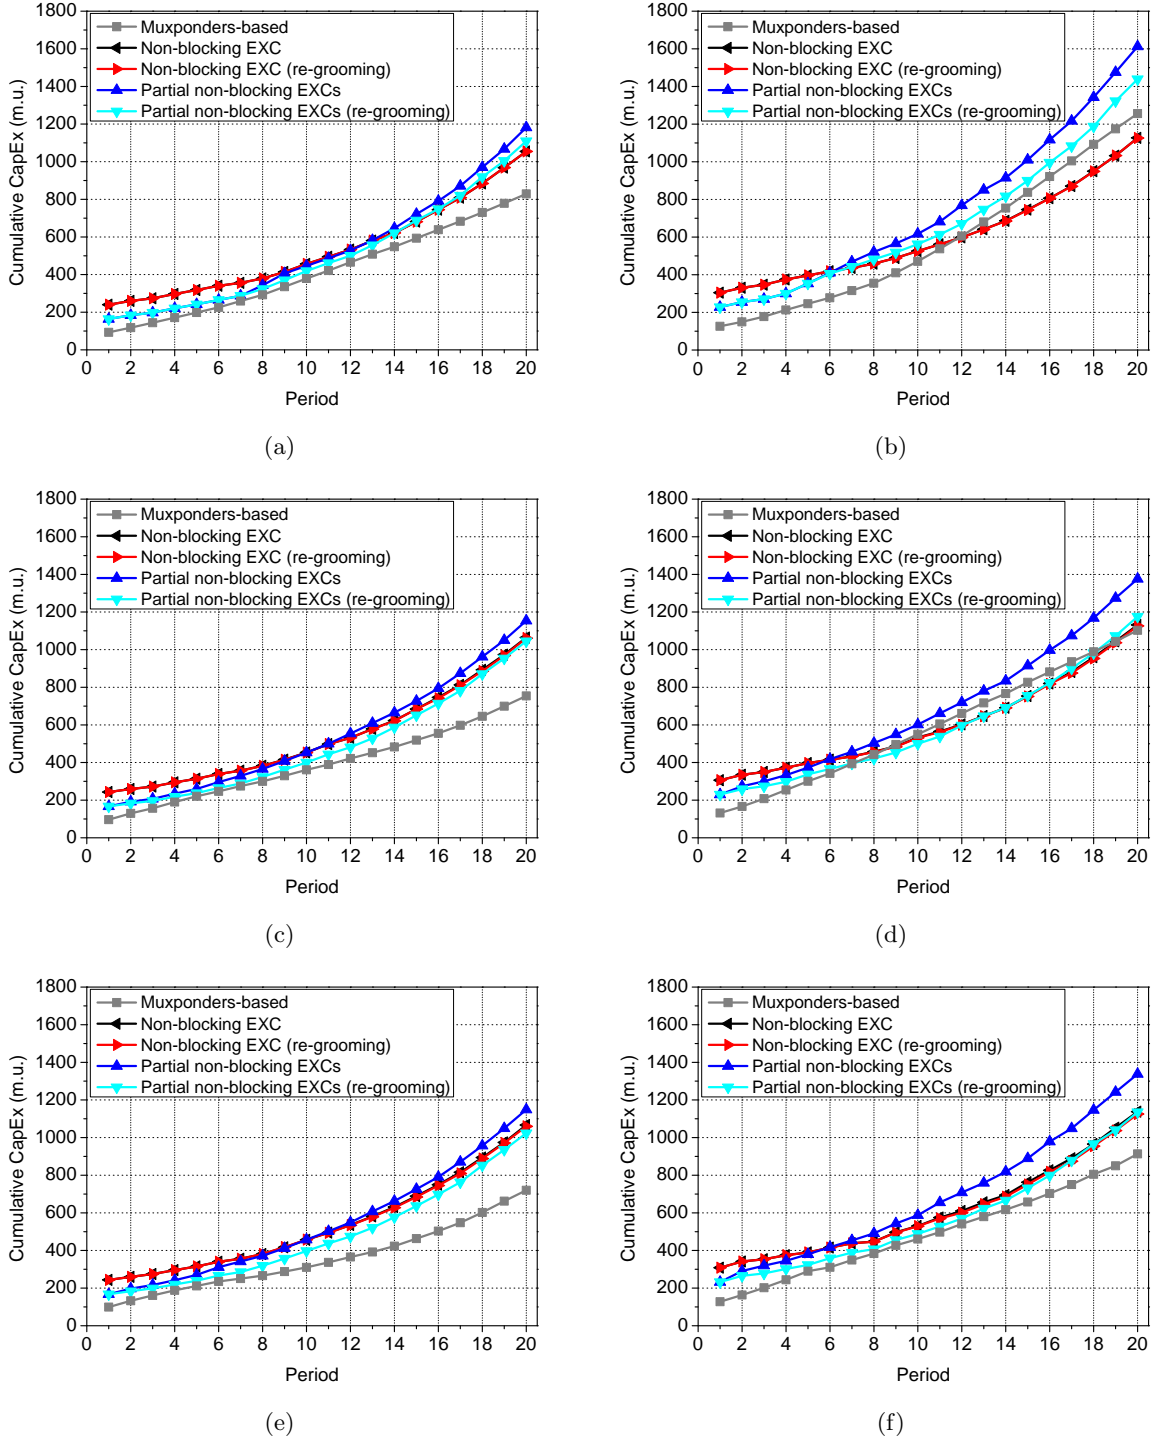 1800
1600
1400
1200
1000
800
600
400
200
0
Cumulative CapEx (m.u.)
Muxponders-based
Non-blocking EXC
Non-blocking EXC (re-grooming)
Partial non-blocking EXCs
Partial non-blocking EXCs (re-grooming)
0 2 4 6 8 10 12 14 16 18 20
Period
(a)
1800
1600
1400
1200
1000
800
600
400
200
0
Cumulative CapEx (m.u.)
Muxponders-based
Non-blocking EXC
Non-blocking EXC (re-grooming)
Partial non-blocking EXCs
Partial non-blocking EXCs (re-grooming)
0 2 4 6 8 10 12 14 16 18 20
Period
(b)
1800
1600
1400
1200
1000
800
600
400
200
0
Cumulative CapEx (m.u.)
Muxponders-based
Non-blocking EXC
Non-blocking EXC (re-grooming)
Partial non-blocking EXCs
Partial non-blocking EXCs (re-grooming)
0 2 4 6 8 10 12 14 16 18 20
Period
(c)
1800
1600
1400
1200
1000
800
600
400
200
0
Cumulative CapEx (m.u.)
Muxponders-based
Non-blocking EXC
Non-blocking EXC (re-grooming)
Partial non-blocking EXCs
Partial non-blocking EXCs (re-grooming)
0 2 4 6 8 10 12 14 16 18 20
Period
(d)
1800
1600
1400
1200
1000
800
600
400
200
0
Cumulative CapEx (m.u.)
Muxponders-based
Non-blocking EXC
Non-blocking EXC (re-grooming)
Partial non-blocking EXCs
Partial non-blocking EXCs (re-grooming)
0 2 4 6 8 10 12 14 16 18 20
Period
(e)
1800
1600
1400
1200
1000
800
600
400
200
0
Cumulative CapEx (m.u.)
Muxponders-based
Non-blocking EXC
Non-blocking EXC (re-grooming)
Partial non-blocking EXCs
Partial non-blocking EXCs (re-grooming)
0 2 4 6 8 10 12 14 16 18 20
Period
(f)